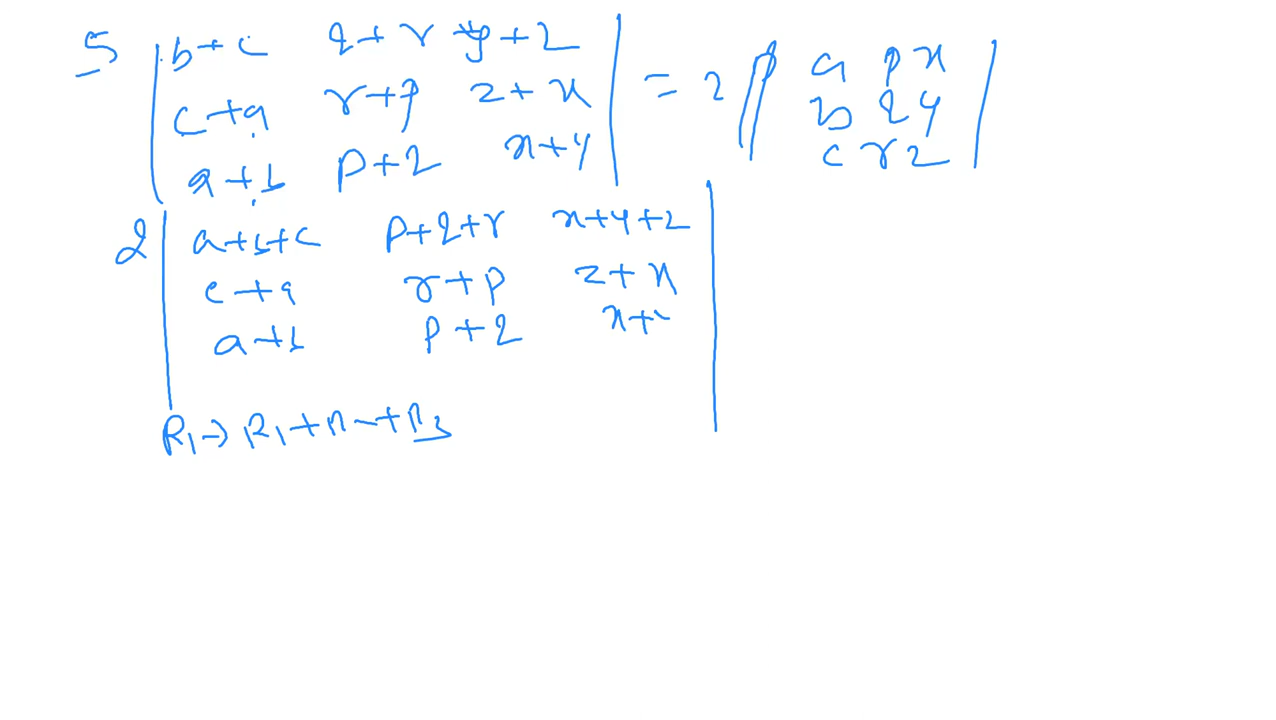 5 | b+c q+r y+z | = 2 | a p x |
| c+a r+p z+x | | b q y |
| a+b p+q x+y | | c r z |
2 | a+b+c p+q+r x+y+z |
| c+a r+p z+x |
| a+b p+q x+y |
R1→ R1+R2+R3